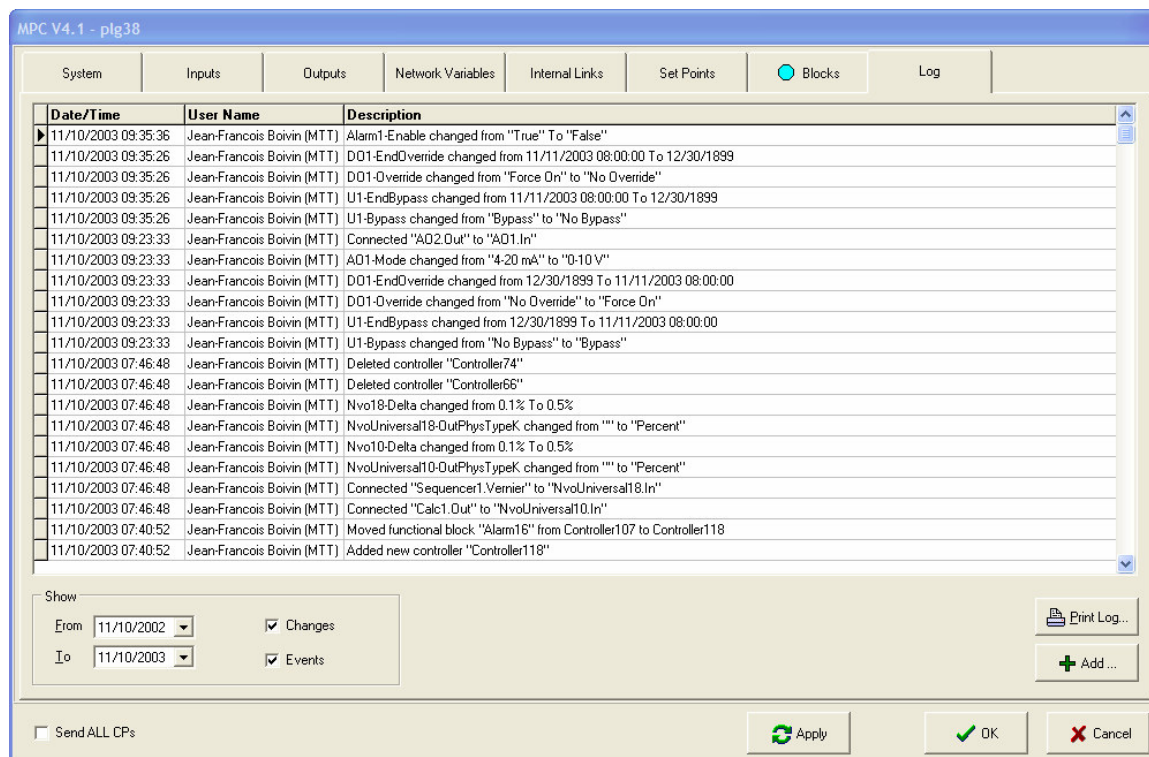 MPC V4.1 - plg38
System Inputs Outputs Network Variables Internal Links Set Points Blocks Log
Date/Time User Name Description
11/10/2003 09:35:36 Jean-Francois Boivin (MTT) Alarm1-Enable changed from "True" To "False"
11/10/2003 09:35:26 Jean-Francois Boivin (MTT) DO1-EndOverride changed from 11/11/2003 08:00:00 To 12/30/1899
11/10/2003 09:35:26 Jean-Francois Boivin (MTT) DO1-Override changed from "Force On" to "No Override"
11/10/2003 09:35:26 Jean-Francois Boivin (MTT) U1-EndBypass changed from 11/11/2003 08:00:00 To 12/30/1899
11/10/2003 09:35:26 Jean-Francois Boivin (MTT) U1-Bypass changed from "Bypass" to "No Bypass"
11/10/2003 09:23:33 Jean-Francois Boivin (MTT) Connected "AO2.Out" to "AO1.In"
11/10/2003 09:23:33 Jean-Francois Boivin (MTT) AO1-Mode changed from "4-20 mA" to "0-10 V"
11/10/2003 09:23:33 Jean-Francois Boivin (MTT) DO1-EndOverride changed from 12/30/1899 To 11/11/2003 08:00:00
11/10/2003 09:23:33 Jean-Francois Boivin (MTT) DO1-Override changed from "No Override" to "Force On"
11/10/2003 09:23:33 Jean-Francois Boivin (MTT) U1-EndBypass changed from 12/30/1899 To 11/11/2003 08:00:00
11/10/2003 09:23:33 Jean-Francois Boivin (MTT) U1-Bypass changed from "No Bypass" to "Bypass"
11/10/2003 07:46:48 Jean-Francois Boivin (MTT) Deleted controller "Controller74"
11/10/2003 07:46:48 Jean-Francois Boivin (MTT) Deleted controller "Controller66"
11/10/2003 07:46:48 Jean-Francois Boivin (MTT) Nvo18-Delta changed from 0.1% To 0.5%
11/10/2003 07:46:48 Jean-Francois Boivin (MTT) NvoUniversal18-OutPhysTypeK changed from "" to "Percent"
11/10/2003 07:46:48 Jean-Francois Boivin (MTT) Nvo10-Delta changed from 0.1% To 0.5%
11/10/2003 07:46:48 Jean-Francois Boivin (MTT) NvoUniversal10-OutPhysTypeK changed from "" to "Percent"
11/10/2003 07:46:48 Jean-Francois Boivin (MTT) Connected "Sequencer1.Vernier" to "NvoUniversal18.In"
11/10/2003 07:46:48 Jean-Francois Boivin (MTT) Connected "Calc1.Out" to "NvoUniversal10.In"
11/10/2003 07:40:52 Jean-Francois Boivin (MTT) Moved functional block "Alarm16" from Controller107 to Controller118
11/10/2003 07:40:52 Jean-Francois Boivin (MTT) Added new controller "Controller118"
Show
From 11/10/2002 Changes
To 11/10/2003 Events
Print Log...
Add ...
Send ALL CPs Apply OK Cancel